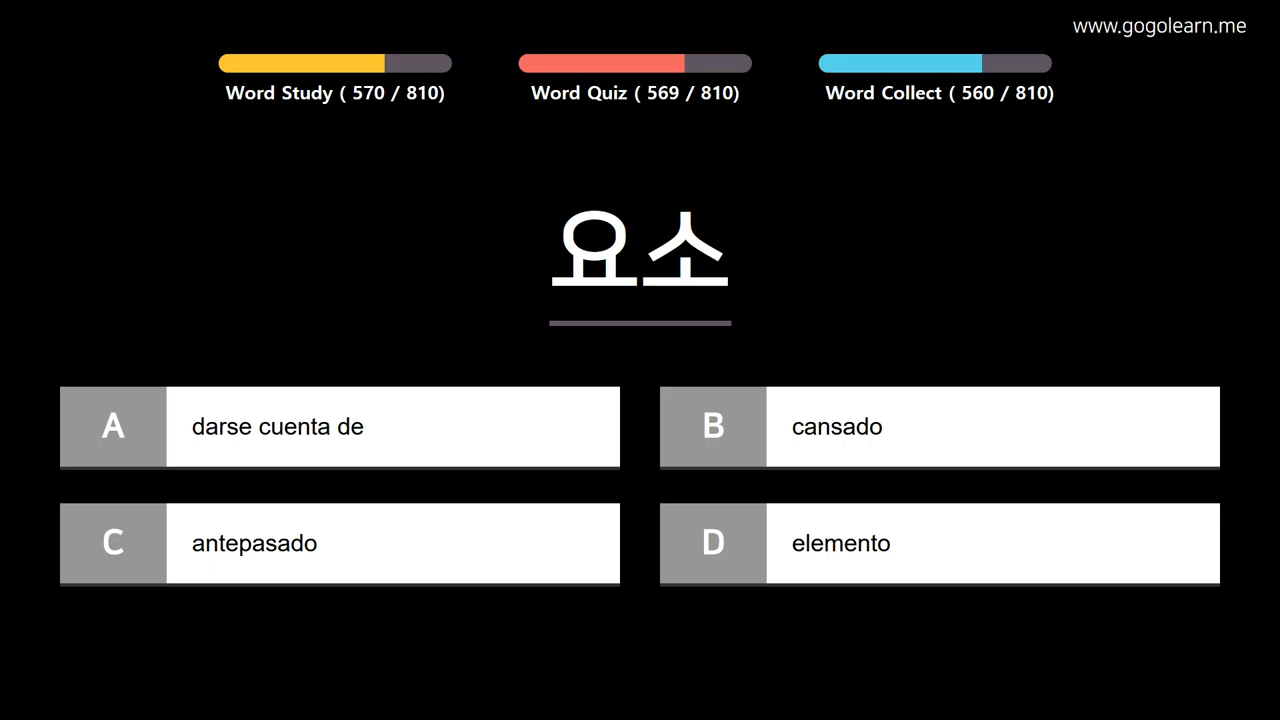 www.gogolearn.me
Word Study ( 570 / 810)
Word Quiz ( 569 / 810)
Word Collect ( 560 / 810)
요소
A darse cuenta de
B cansado
C antepasado
D elemento